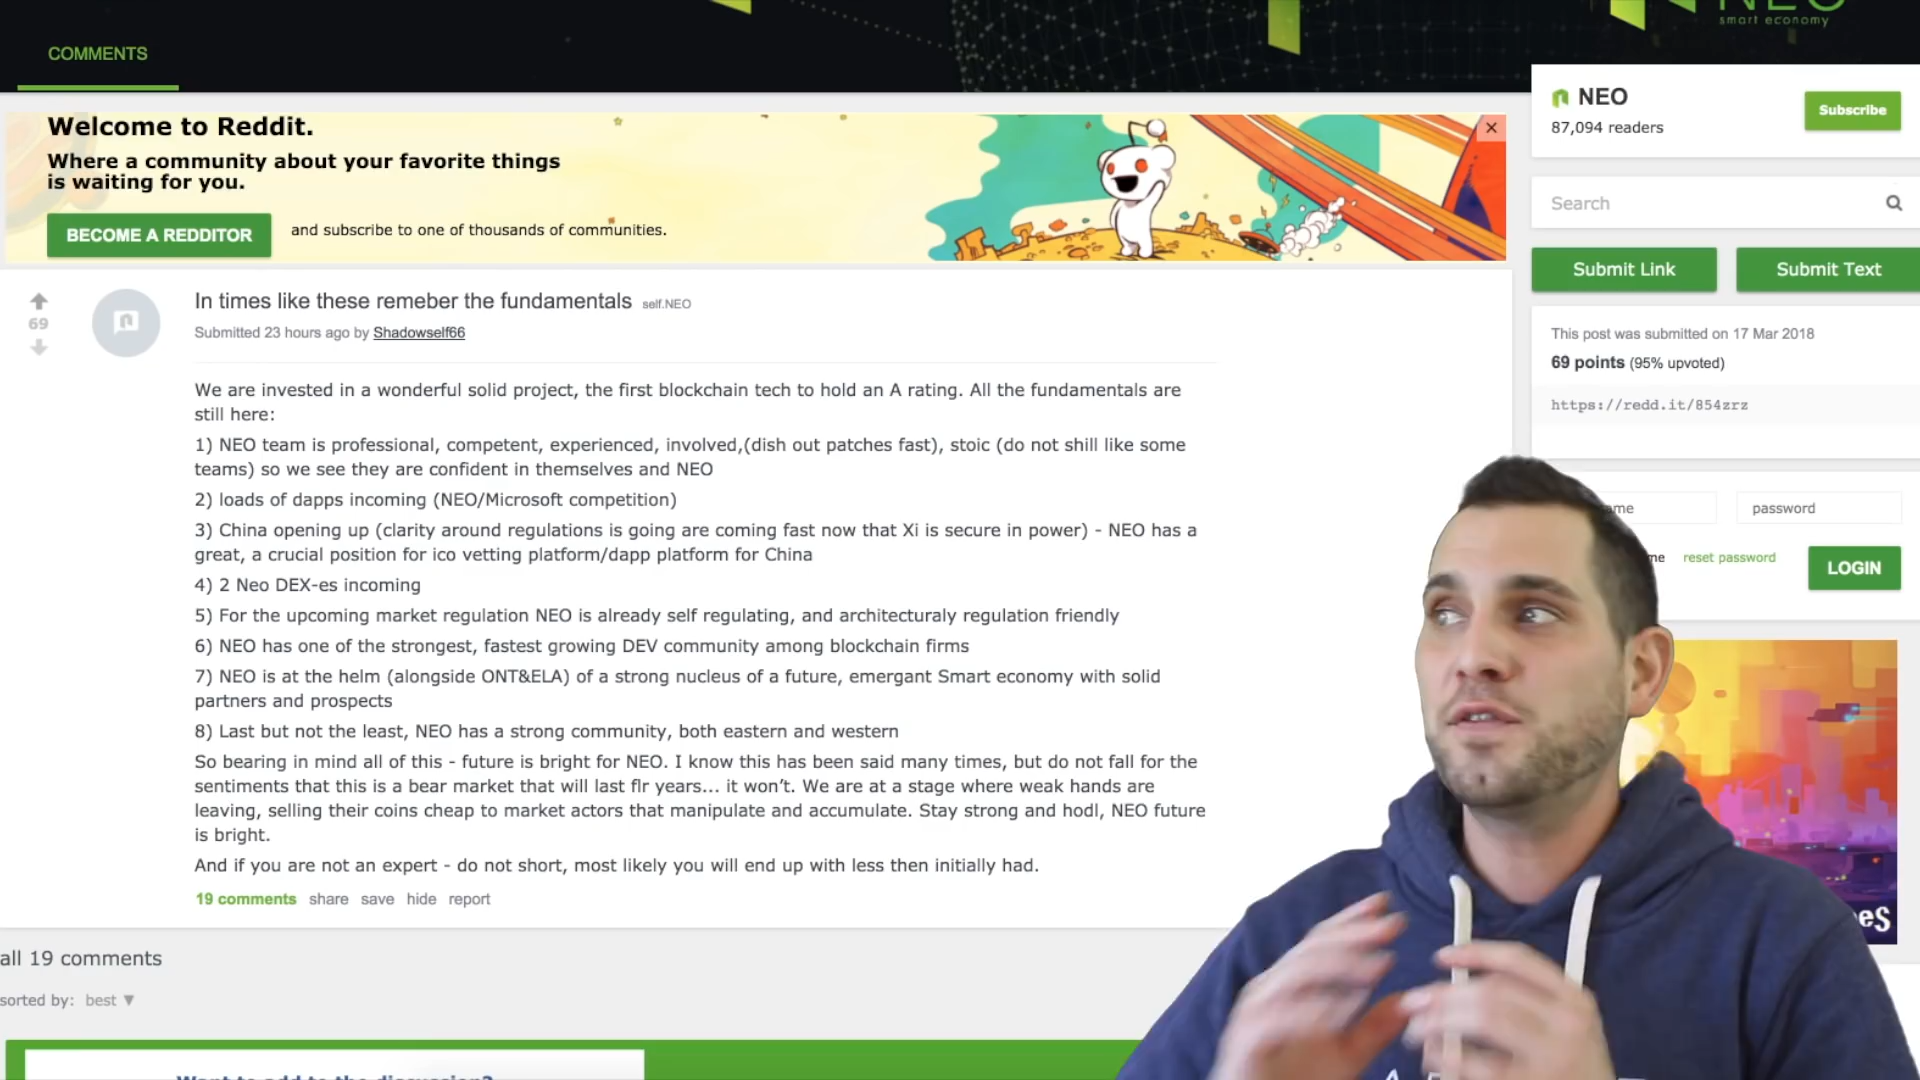 NEO
smart economy
COMMENTS
Welcome to Reddit.
Where a community about your favorite things
is waiting for you.
BECOME A REDDITOR
and subscribe to one of thousands of communities.
NEO
87,094 readers
Subscribe
Search
Submit Link
Submit Text
69
In times like these remeber the fundamentals self.NEO
Submitted 23 hours ago by Shadowself66
We are invested in a wonderful solid project, the first blockchain tech to hold an A rating. All the fundamentals are
still here:
1) NEO team is professional, competent, experienced, involved,(dish out patches fast), stoic (do not shill like some
teams) so we see they are confident in themselves and NEO
2) loads of dapps incoming (NEO/Microsoft competition)
3) China opening up (clarity around regulations is going are coming fast now that Xi is secure in power) - NEO has a
great, a crucial position for ico vetting platform/dapp platform for China
4) 2 Neo DEX-es incoming
5) For the upcoming market regulation NEO is already self regulating, and architecturaly regulation friendly
6) NEO has one of the strongest, fastest growing DEV community among blockchain firms
7) NEO is at the helm (alongside ONT&ELA) of a strong nucleus of a future, emergant Smart economy with solid
partners and prospects
8) Last but not the least, NEO has a strong community, both eastern and western
So bearing in mind all of this - future is bright for NEO. I know this has been said many times, but do not fall for the
sentiments that this is a bear market that will last flr years... it won't. We are at a stage where weak hands are
leaving, selling their coins cheap to market actors that manipulate and accumulate. Stay strong and hodl, NEO future
is bright.
And if you are not an expert - do not short, most likely you will end up with less then initially had.
19 comments share save hide report
This post was submitted on 17 Mar 2018
69 points (95% upvoted)
https://redd.it/854zrz
ame
password
me
reset password
LOGIN
es
all 19 comments
sorted by: best ▼
Want to add to the discussion?